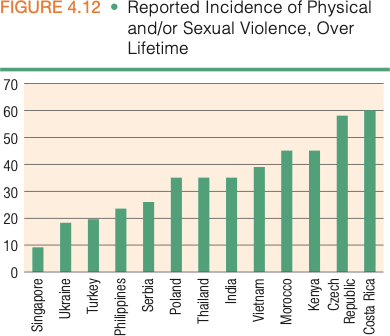 FIGURE 4.12 • Reported Incidence of Physical
and/or Sexual Violence, Over
Lifetime
70
60
50
40
30
20
10
0
Singapore
Ukraine
Turkey
Philippines
Serbia
Poland
Thailand
India
Vietnam
Morocco
Kenya
Czech
Republic
Costa Rica